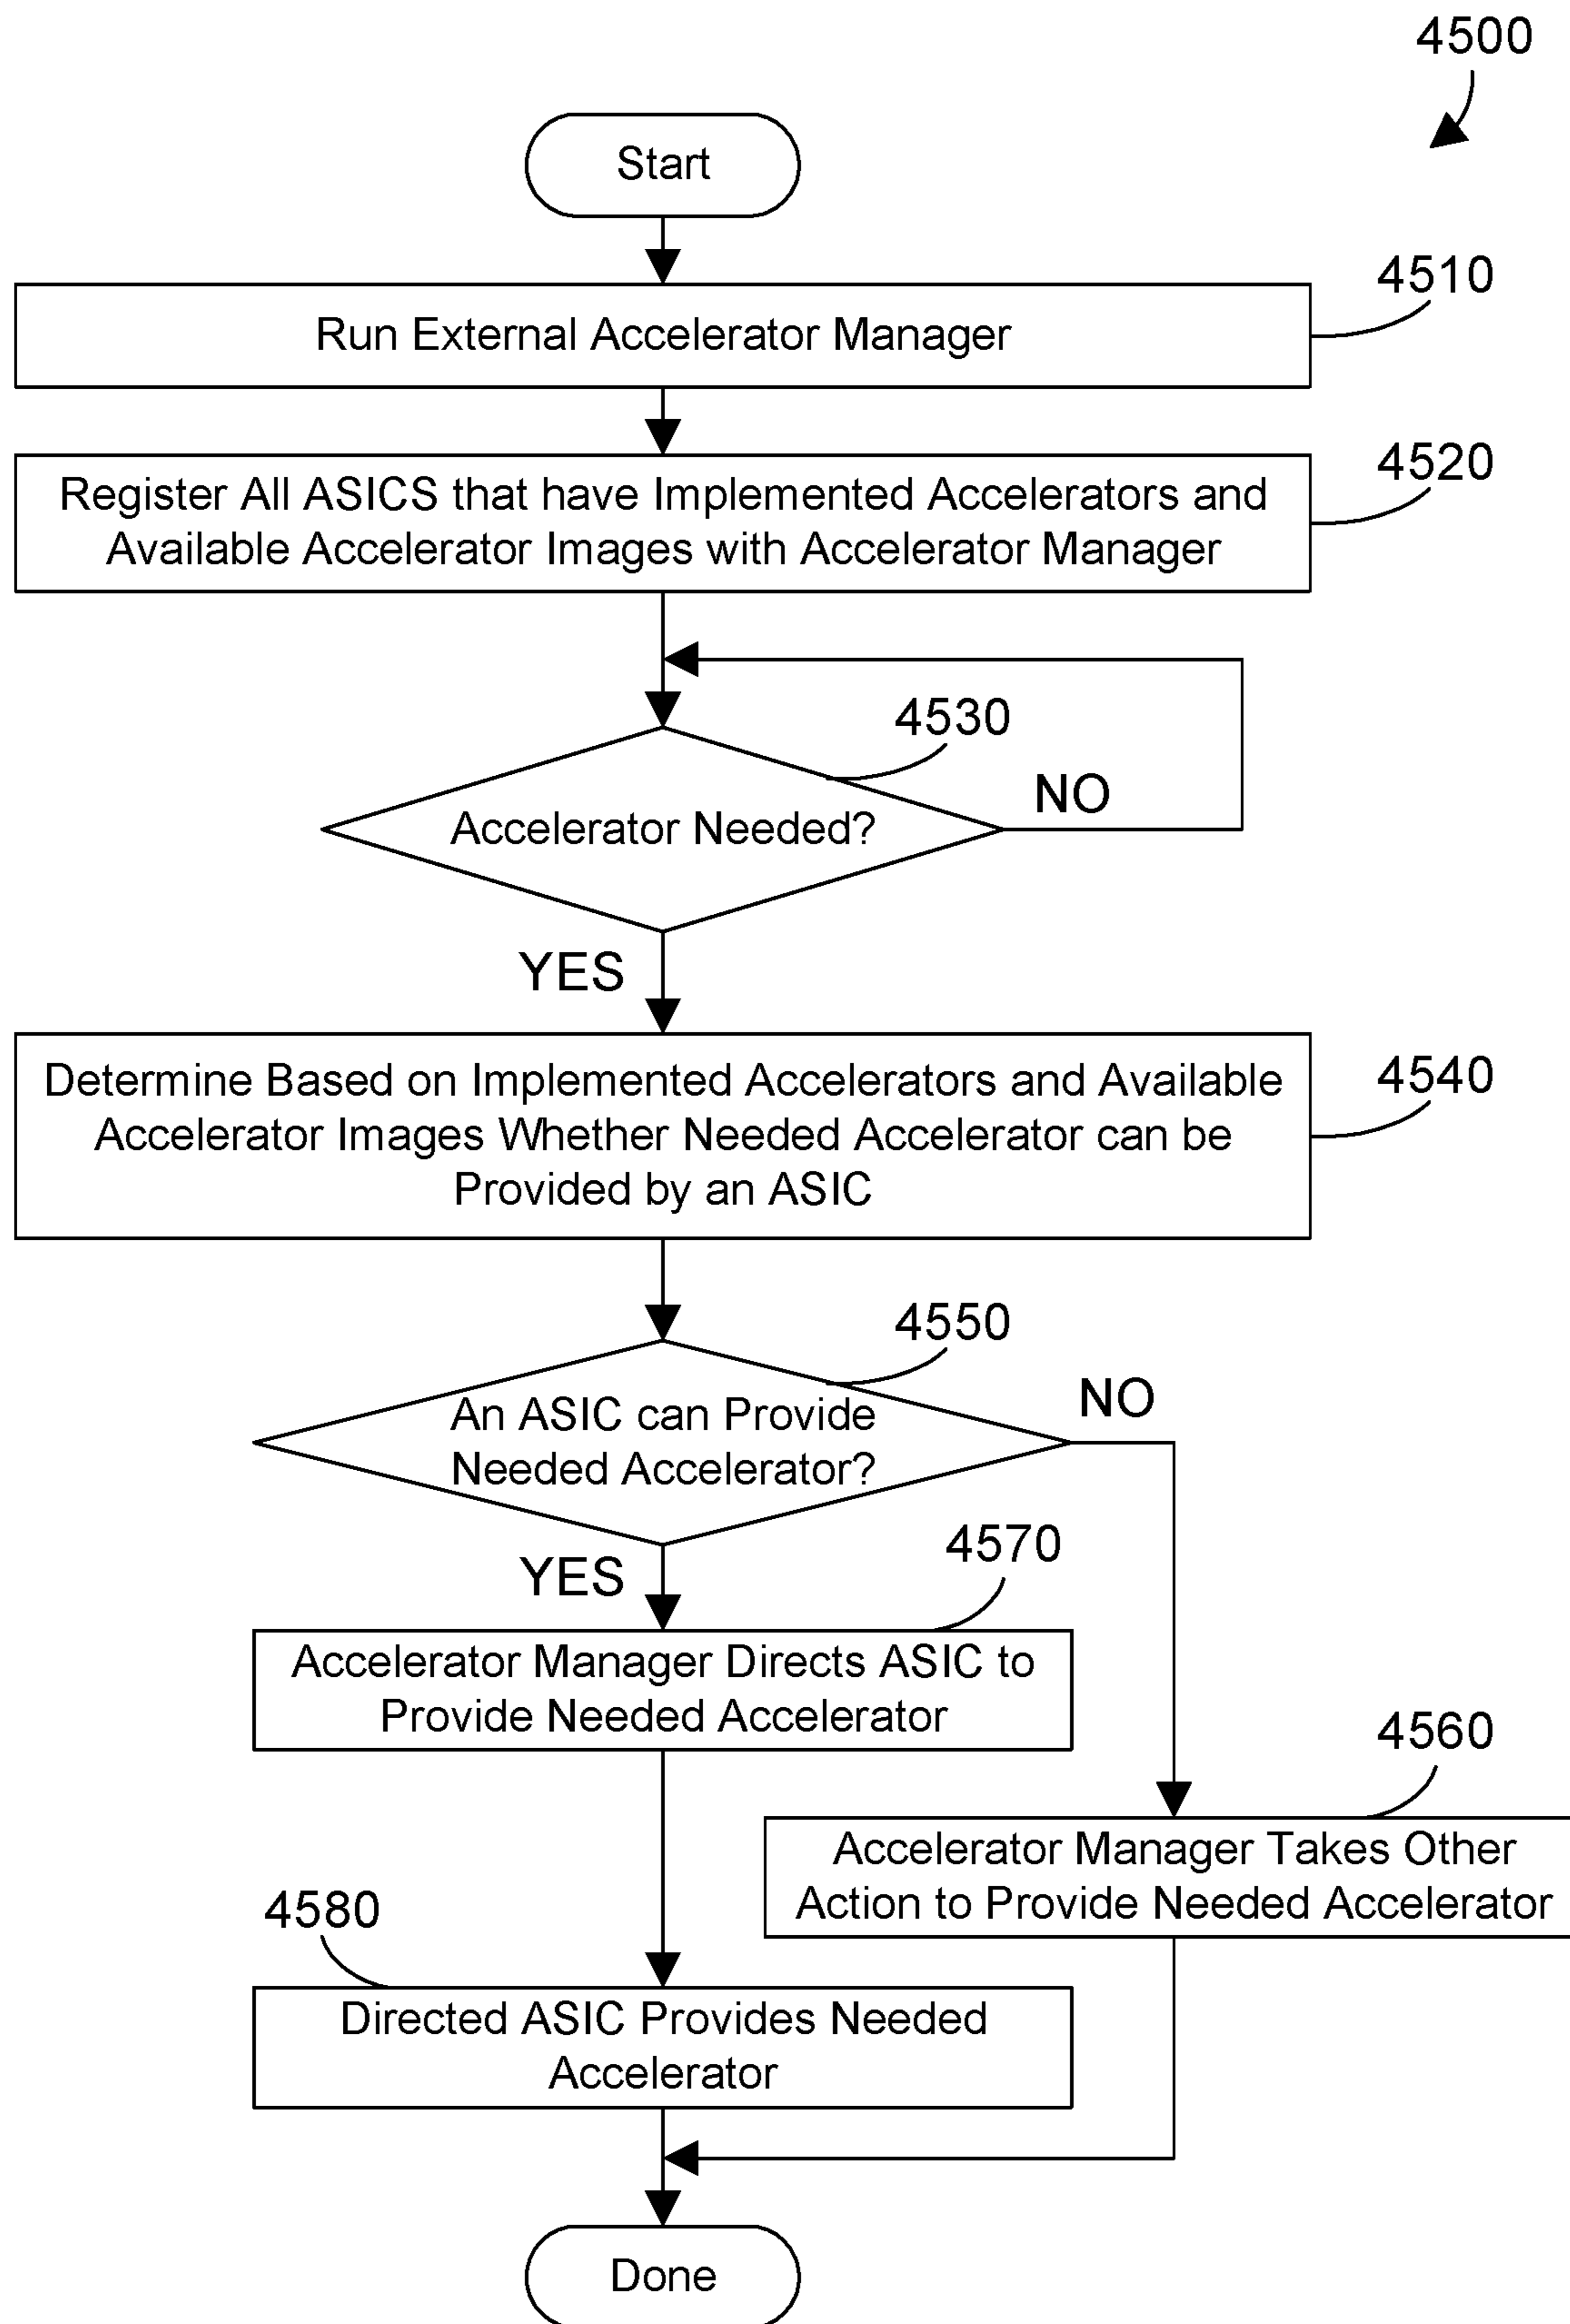 4500
Start
4510
Run External Accelerator Manager
4520
Register All ASICS that have Implemented Accelerators and
Available Accelerator Images with Accelerator Manager
4530
NO
Accelerator Needed?
YES
4540
Determine Based on Implemented Accelerators and Available
Accelerator Images Whether Needed Accelerator can be
Provided by an ASIC
4550
NO
An ASIC can Provide
Needed Accelerator?
YES
4570
Accelerator Manager Directs ASIC to
Provide Needed Accelerator
4560
Accelerator Manager Takes Other
Action to Provide Needed Accelerator
4580
Directed ASIC Provides Needed
Accelerator
Done